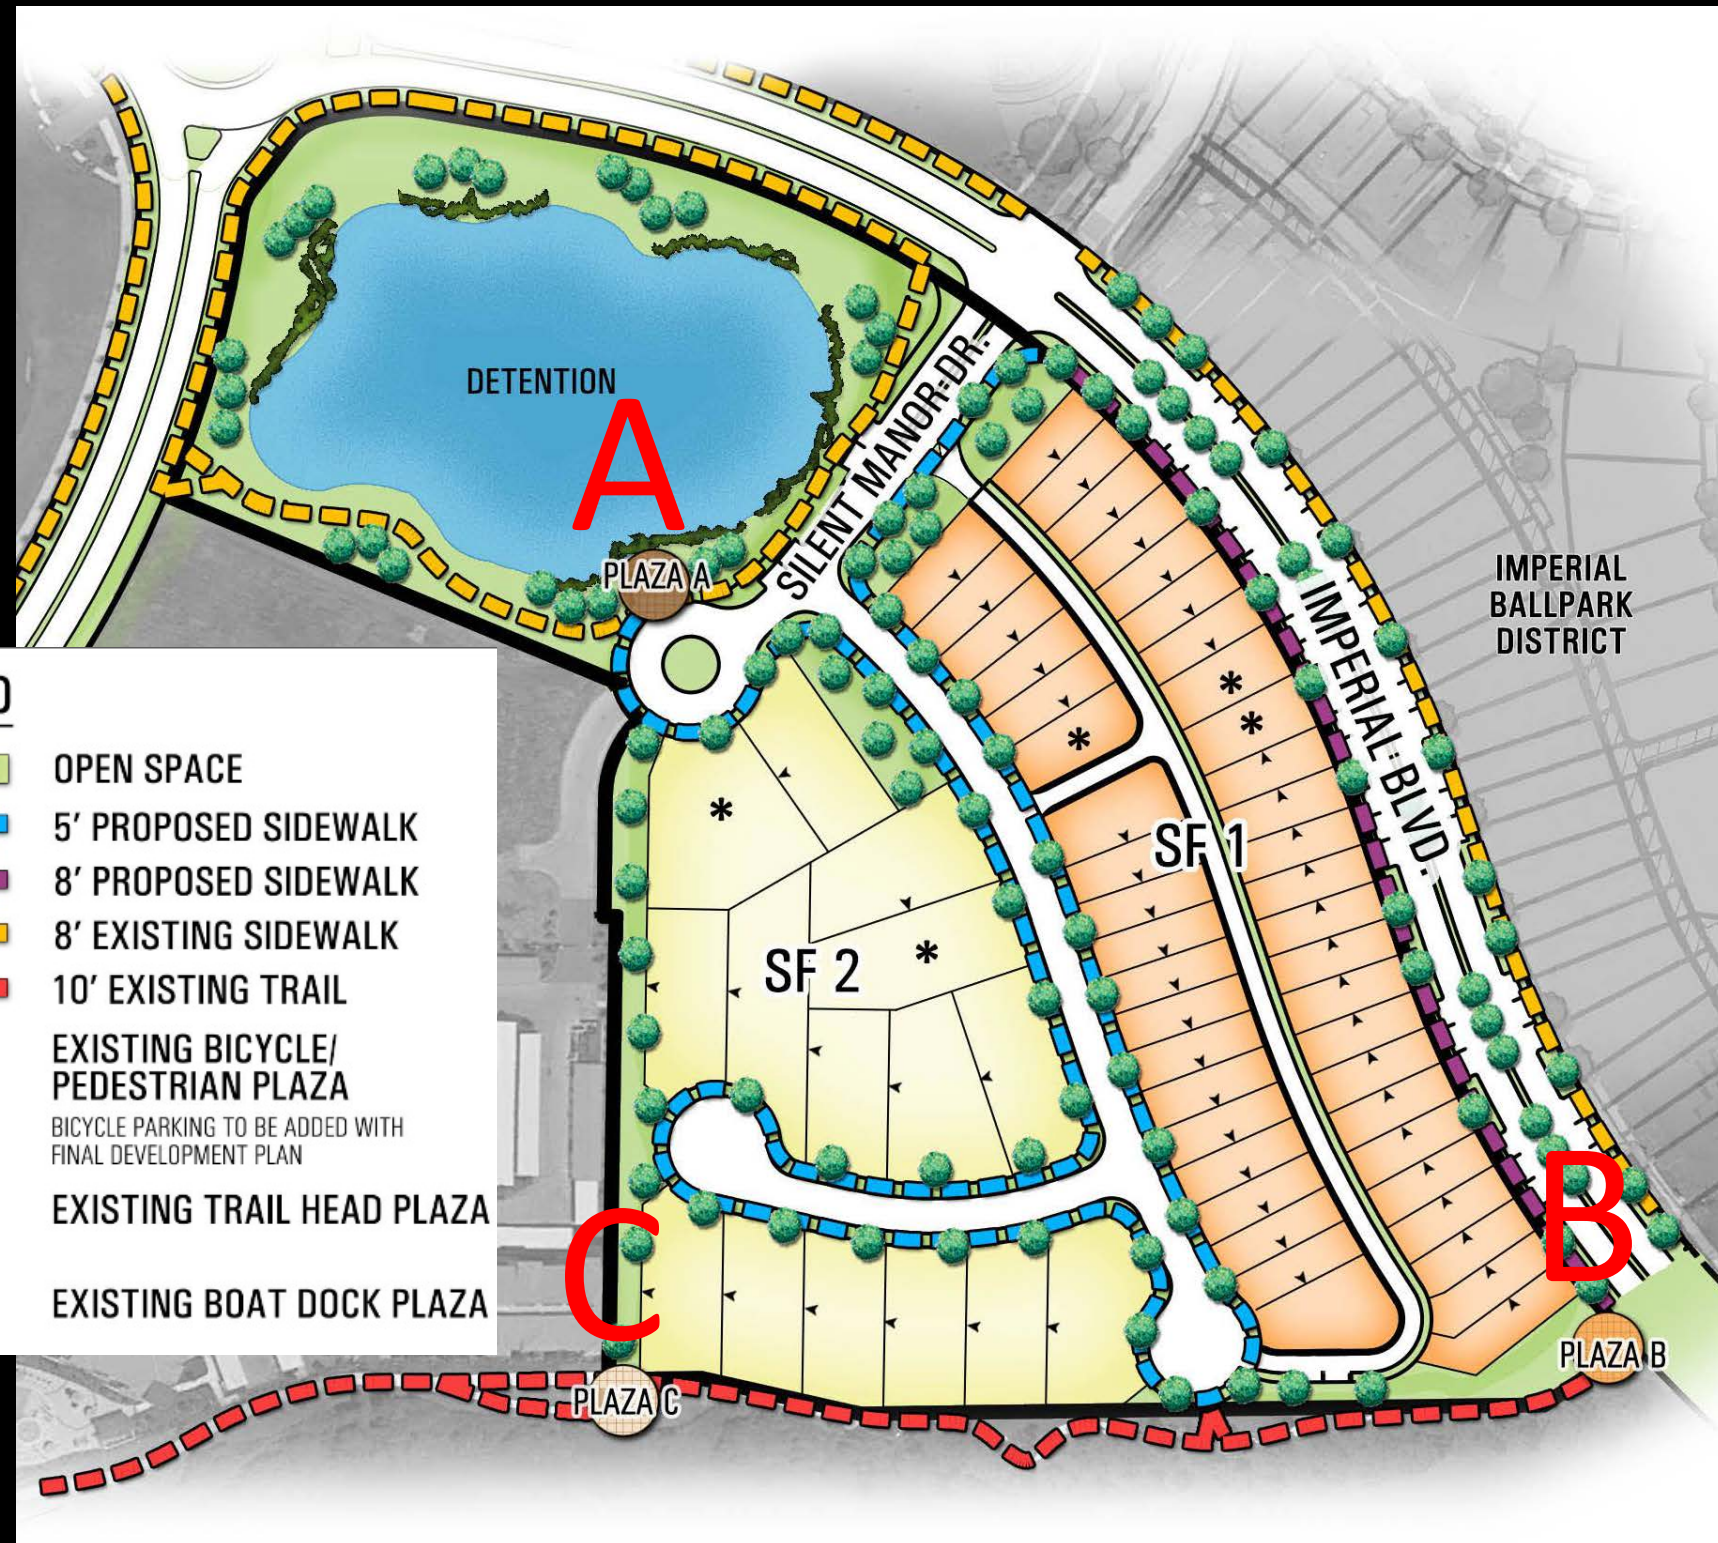 DETENTION
A
PLAZA A
SILENT MANOR DR.
IMPERIAL BLVD.
IMPERIAL
BALLPARK
DISTRICT
SF 1
SF 2
*
*
*
*
*
B
PLAZA B
C
PLAZA C
D
OPEN SPACE
5' PROPOSED SIDEWALK
8' PROPOSED SIDEWALK
8' EXISTING SIDEWALK
10' EXISTING TRAIL
EXISTING BICYCLE/
PEDESTRIAN PLAZA
BICYCLE PARKING TO BE ADDED WITH
FINAL DEVELOPMENT PLAN
EXISTING TRAIL HEAD PLAZA
EXISTING BOAT DOCK PLAZA